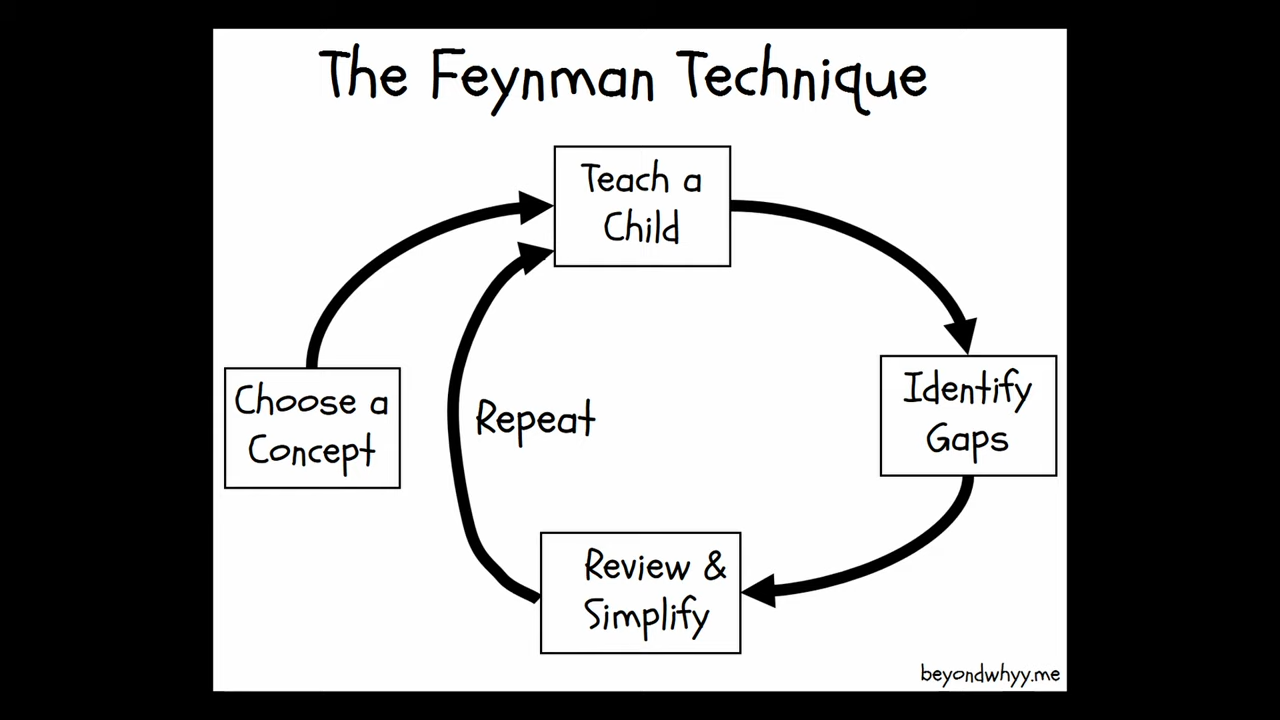 The Feynman Technique
Teach a
Child
Identify
Gaps
Choose a
Concept
Repeat
Review &
Simplify
beyondwhyy.me